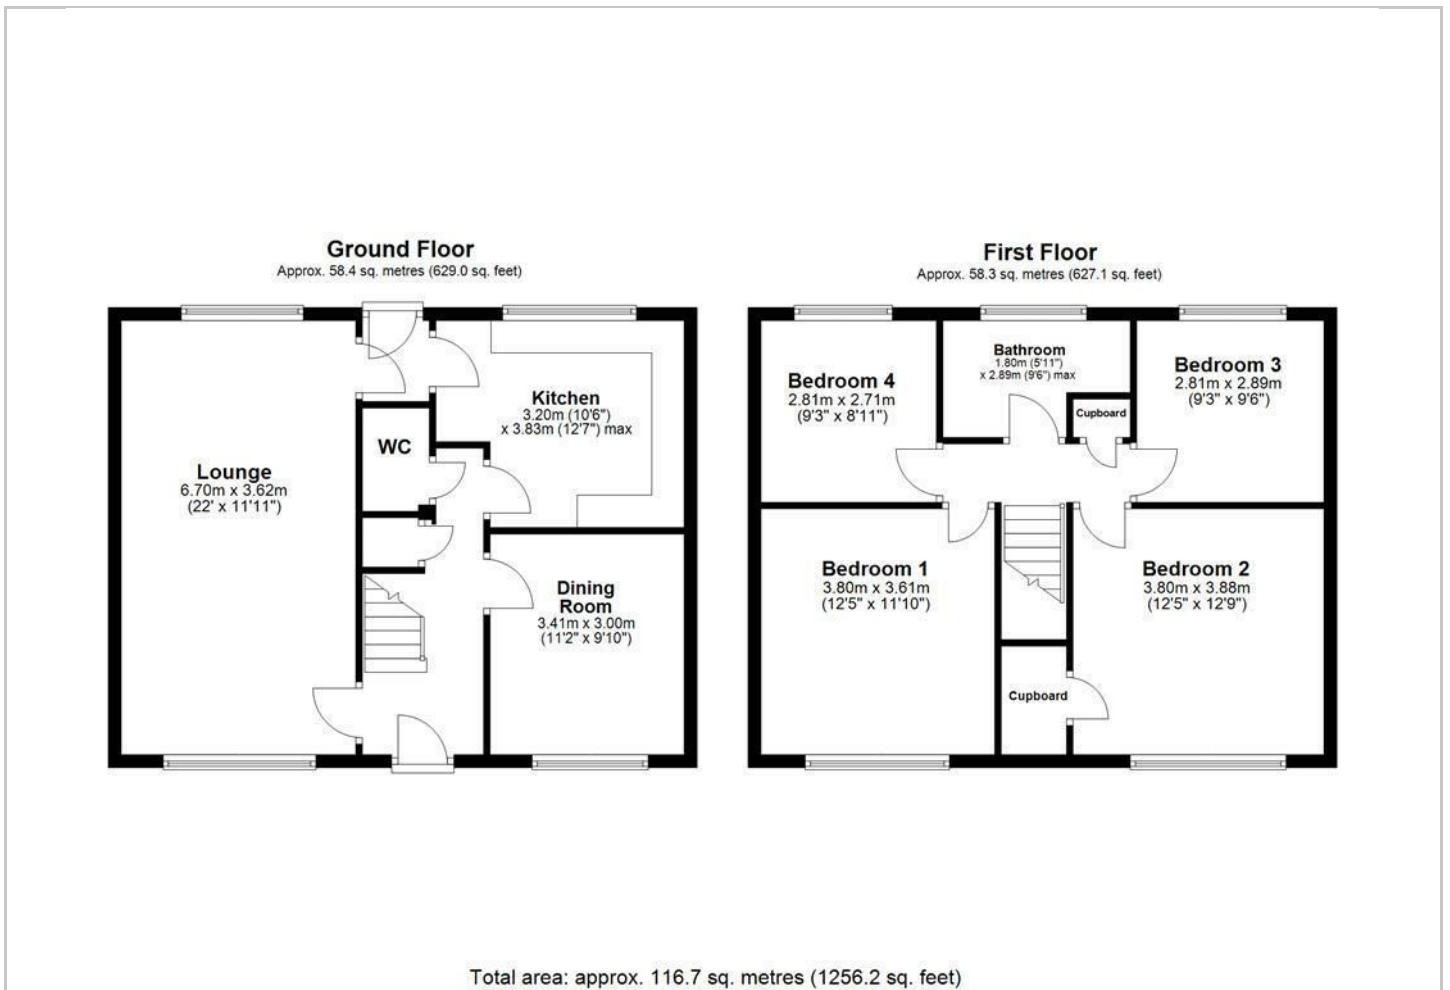 Ground Floor
Approx. 58.4 sq. metres (629.0 sq. feet)
Lounge
6.70m x 3.62m
(22' x 11'11")
WC
Kitchen
3.20m (10'6")
x 3.83m (12'7") max
Dining
Room
3.41m x 3.00m
(11'2" x 9'10")
First Floor
Approx. 58.3 sq. metres (627.1 sq. feet)
Bedroom 4
2.81m x 2.71m
(9'3" x 8'11")
Bathroom
1.80m (5'11")
x 2.89m (9'6") max
Cupboard
Bedroom 3
2.81m x 2.89m
(9'3" x 9'6")
Bedroom 1
3.80m x 3.61m
(12'5" x 11'10")
Bedroom 2
3.80m x 3.88m
(12'5" x 12'9")
Cupboard
Total area: approx. 116.7 sq. metres (1256.2 sq. feet)